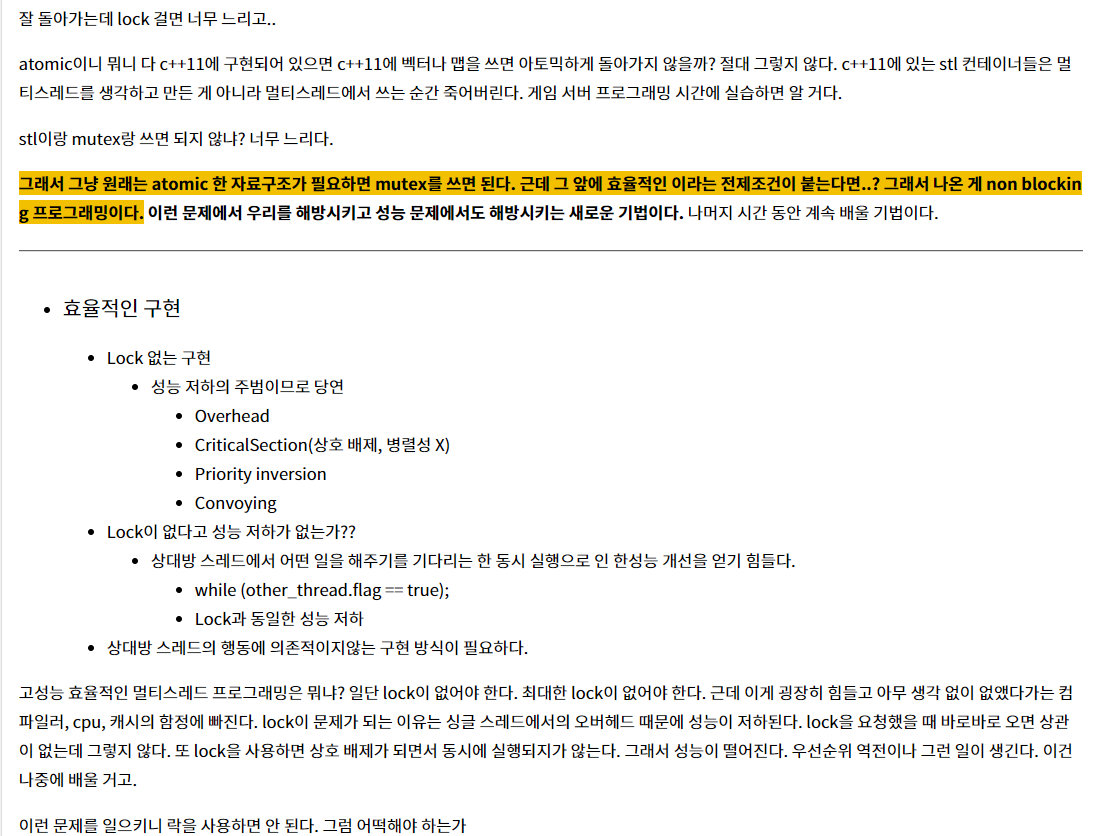 잘 돌아가는데 lock 걸면 너무 느리고..
atomic이니 뭐니 다 c++11에 구현되어 있으면 c++11에 벡터나 맵을 쓰면 아토믹하게 돌아가지 않을까? 절대 그렇지 않다. c++11에 있는 stl 컨테이너들은 멀
티스레드를 생각하고 만든 게 아니라 멀티스레드에서 쓰는 순간 죽어버린다. 게임 서버 프로그래밍 시간에 실습하면 알 거다.
stl이랑 mutex랑 쓰면 되지 않냐? 너무 느리다.
그래서 그냥 원래는 atomic 한 자료구조가 필요하면 mutex를 쓰면 된다. 근데 그 앞에 효율적인 이라는 전제조건이 붙는다면..? 그래서 나온 게 non blockin
g 프로그래밍이다. 이런 문제에서 우리를 해방시키고 성능 문제에서도 해방시키는 새로운 기법이다. 나머지 시간 동안 계속 배울 기법이다.
• 효율적인 구현
• Lock 없는 구현
• 성능 저하의 주범이므로 당연
• Overhead
• CriticalSection(상호 배제, 병렬성 X)
• Priority inversion
• Convoying
• Lock이 없다고 성능 저하가 없는가??
• 상대방 스레드에서 어떤 일을 해주기를 기다리는 한 동시 실행으로 인 한성능 개선을 얻기 힘들다.
• while (other_thread.flag == true);
• Lock과 동일한 성능 저하
• 상대방 스레드의 행동에 의존적이지않는 구현 방식이 필요하다.
고성능 효율적인 멀티스레드 프로그래밍은 뭐냐? 일단 lock이 없어야 한다. 최대한 lock이 없어야 한다. 근데 이게 굉장히 힘들고 아무 생각 없이 없앴다가는 컴
파일러, cpu, 캐시의 함정에 빠진다. lock이 문제가 되는 이유는 싱글 스레드에서의 오버헤드 때문에 성능이 저하된다. lock을 요청했을 때 바로바로 오면 상관
이 없는데 그렇지 않다. 또 lock을 사용하면 상호 배제가 되면서 동시에 실행되지가 않는다. 그래서 성능이 떨어진다. 우선순위 역전이나 그런 일이 생긴다. 이건
나중에 배울 거고.
이런 문제를 일으키니 락을 사용하면 안 된다. 그럼 어떡해야 하는가